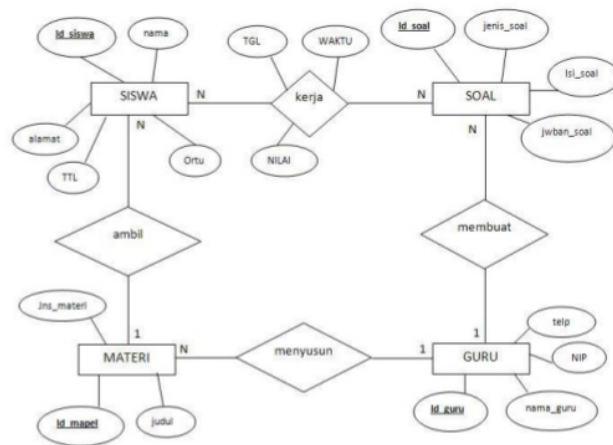 Id_siswa
nama
TGL
WAKTU
Id_soal
jenis_soal
Isi_soal
SISWA
N
kerja
N
SOAL
N
N
alamat
TTL
Ortu
NILAI
jwban_soal
ambil
membuat
Jns_materi
1
1
telp
MATERI
N
menyusun
1
GURU
NIP
Id_mapel
judul
Id_guru
nama_guru